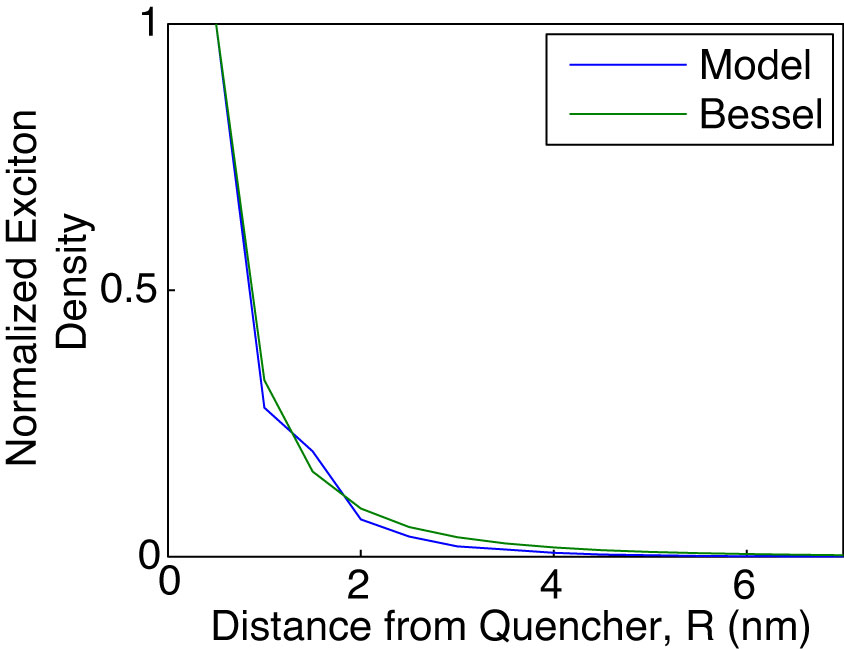 1
Model
Bessel
Normalized Exciton
Density
0.5
0
0
2
4
6
Distance from Quencher, R (nm)